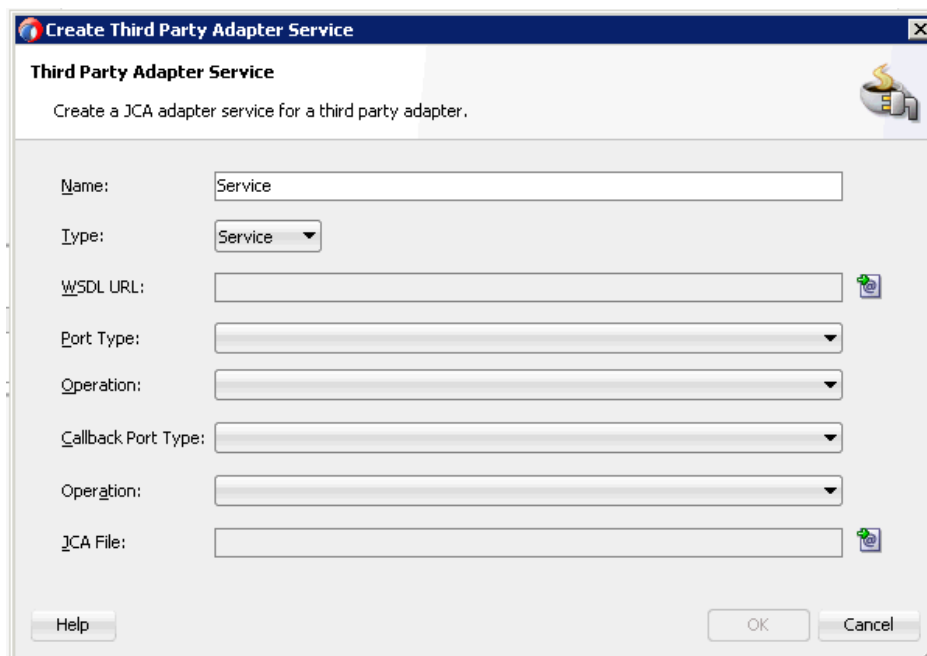 Create Third Party Adapter Service
Third Party Adapter Service
Create a JCA adapter service for a third party adapter.
Name: Service
Type: Service
WSDL URL:
Port Type:
Operation:
Callback Port Type:
Operation:
JCA File:
Help OK Cancel